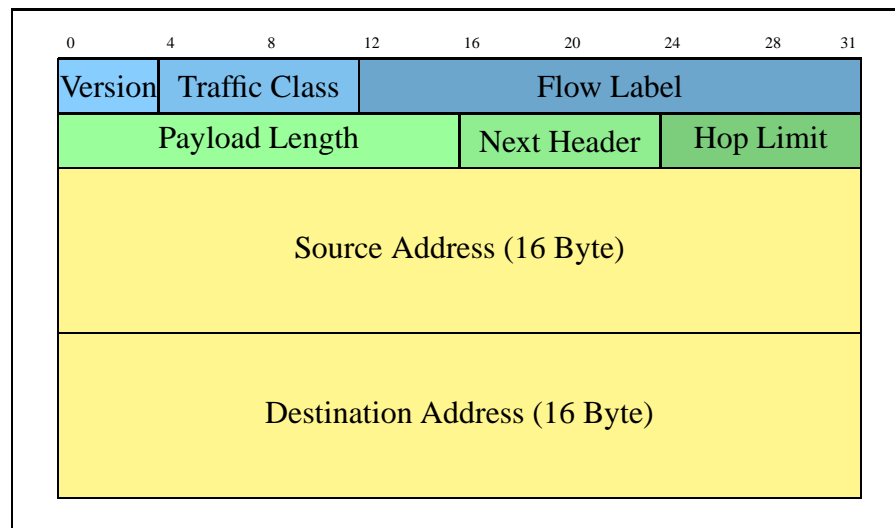 0 4 8 12 16 20 24 28 31
Version Traffic Class Flow Label
Payload Length Next Header Hop Limit
Source Address (16 Byte)
Destination Address (16 Byte)